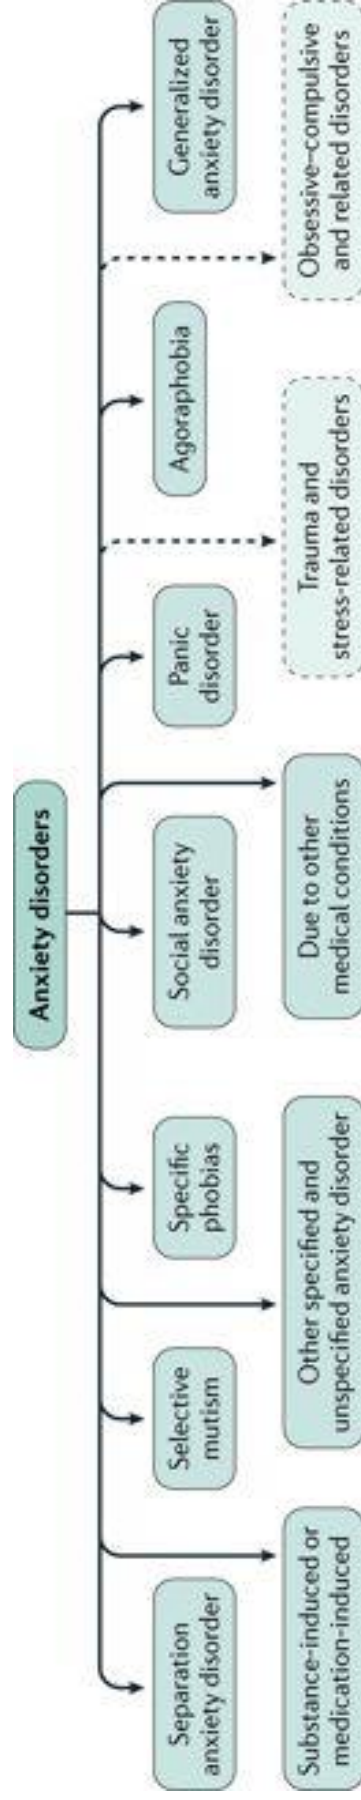 Anxiety disorders
Separation
anxiety disorder
Selective
mutism
Specific
phobias
Social anxiety
disorder
Panic
disorder
Agoraphobia
Generalized
anxiety disorder
Substance-induced or
medication-induced
Other specified and
unspecified anxiety disorder
Due to other
medical conditions
Trauma and
stress-related disorders
Obsessive–compulsive
and related disorders